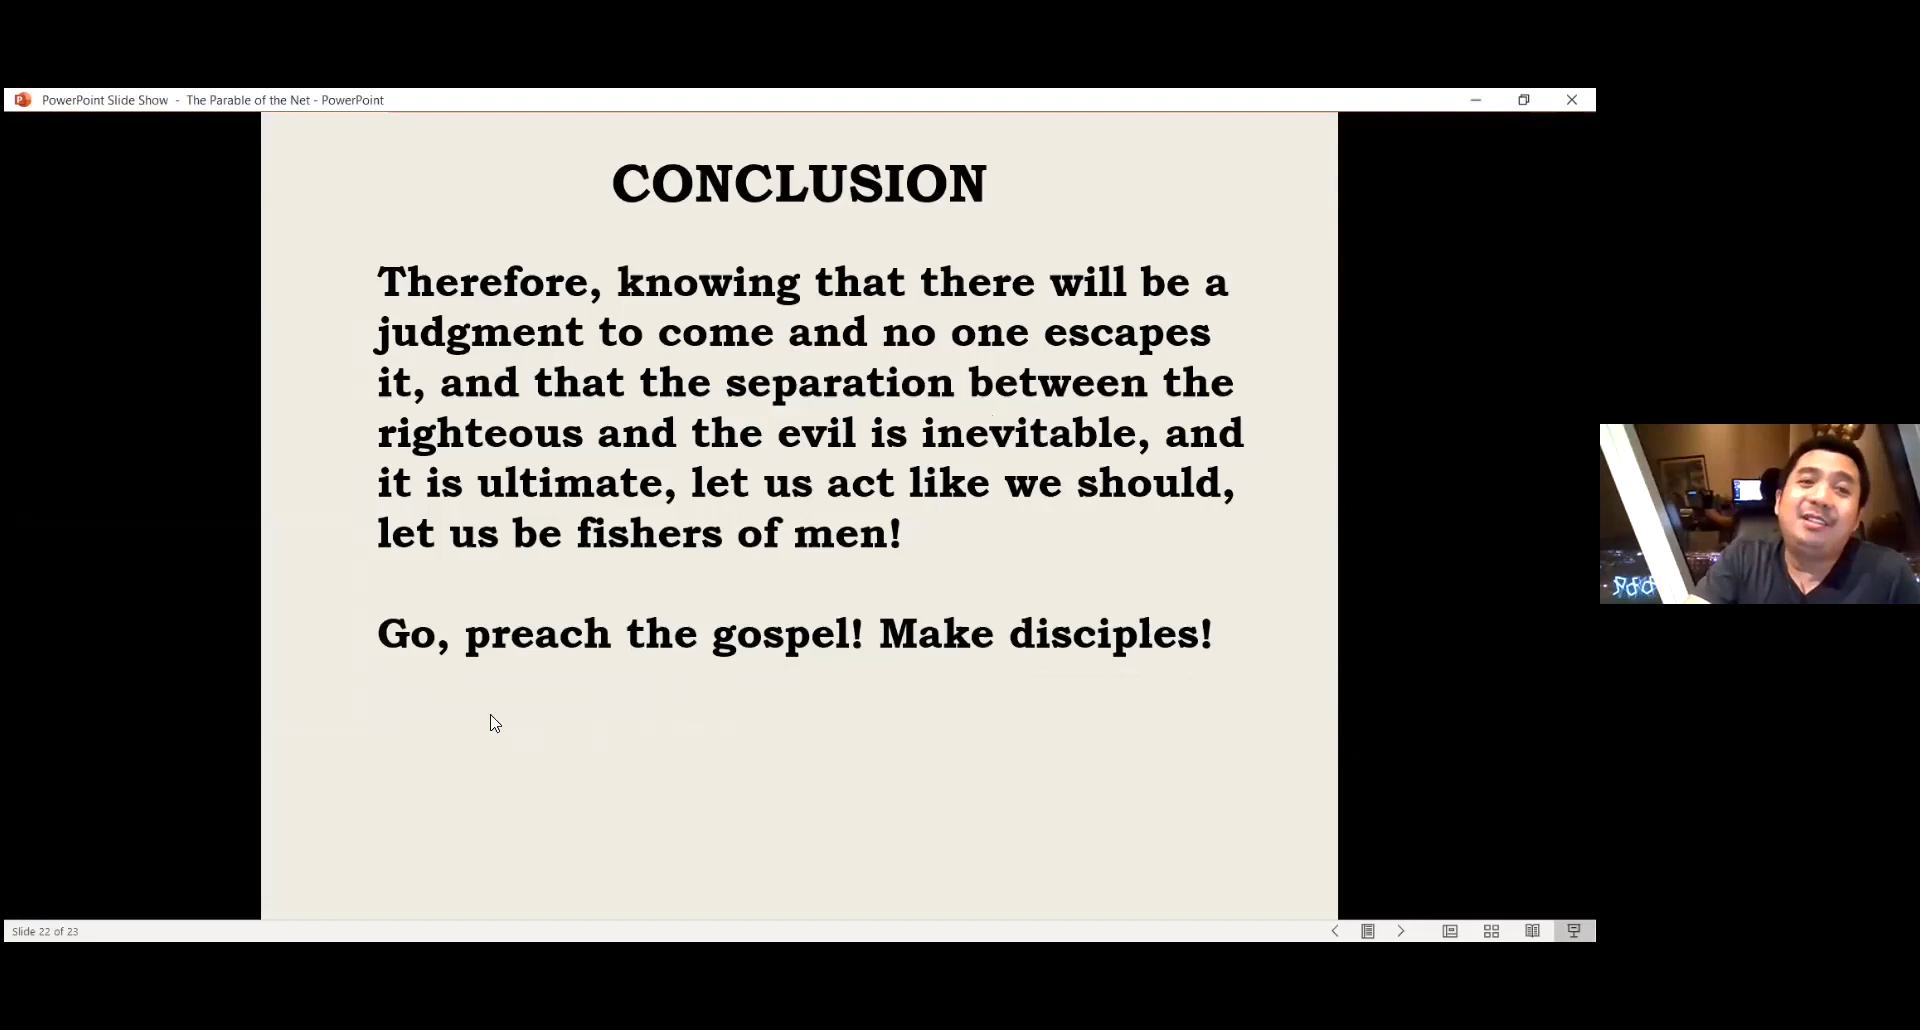 PowerPoint Slide Show - The Parable of the Net - PowerPoint
CONCLUSION
Therefore, knowing that there will be a
judgment to come and no one escapes
it, and that the separation between the
righteous and the evil is inevitable, and
it is ultimate, let us act like we should,
let us be fishers of men!
Go, preach the gospel! Make disciples!
Slide 22 of 23